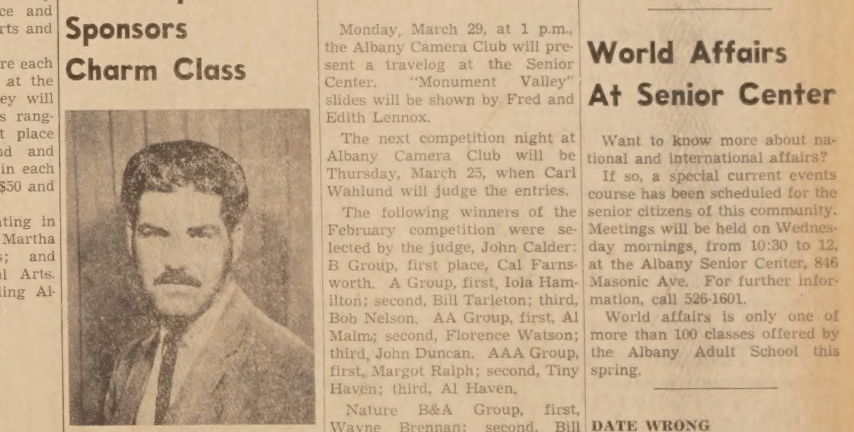 ce and
rts and
re each
at the
ey will
s rang-
t place
nd and
in each
$50 and
ting in
Martha
s; and
l Arts.
ling Al-
Sponsors
Charm Class
Monday, March 29, at 1 p.m.,
the Albany Camera Club will pre-
sent a travelog at the Senior
Center. "Monument Valley"
slides will be shown by Fred and
Edith Lennox.
The next competition night at
Albany Camera Club will be
Thursday, March 25, when Carl
Wahlund will judge the entries.
The following winners of the
February competition were se-
lected by the judge, John Calder:
B Group, first place, Cal Farns-
worth. A Group, first, Iola Ham-
ilton; second, Bill Tarleton; third,
Bob Nelson. AA Group, first, Al
Malm; second, Florence Watson;
third, John Duncan. AAA Group,
first, Margot Ralph; second, Tiny
Haven; third, Al Haven.
Nature B&A Group, first,
Wayne Brennan; second, Bill
World Affairs
At Senior Center
Want to know more about na-
tional and international affairs?
If so, a special current events
course has been scheduled for the
senior citizens of this community.
Meetings will be held on Wednes-
day mornings, from 10:30 to 12,
at the Albany Senior Center, 846
Masonic Ave. For further infor-
mation, call 526-1601.
World affairs is only one of
more than 100 classes offered by
the Albany Adult School this
spring.
DATE WRONG